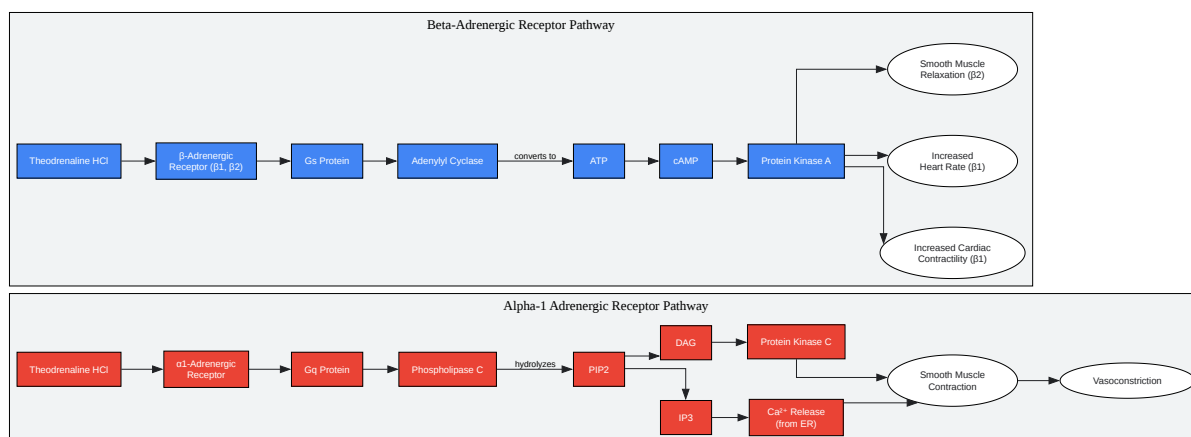 Beta-Adrenergic Receptor Pathway
Smooth Muscle
Relaxation (β2)
Theodrenaline HCl
β-Adrenergic
Receptor (β1, β2)
Gs Protein
Adenylyl Cyclase
converts to
ATP
cAMP
Protein Kinase A
Increased
Heart Rate (β1)
Increased Cardiac
Contractility (β1)
Alpha-1 Adrenergic Receptor Pathway
Theodrenaline HCl
α1-Adrenergic
Receptor
Gq Protein
Phospholipase C
hydrolyzes
PIP2
DAG
Protein Kinase C
IP3
Ca²⁺ Release
(from ER)
Smooth Muscle
Contraction
Vasoconstriction